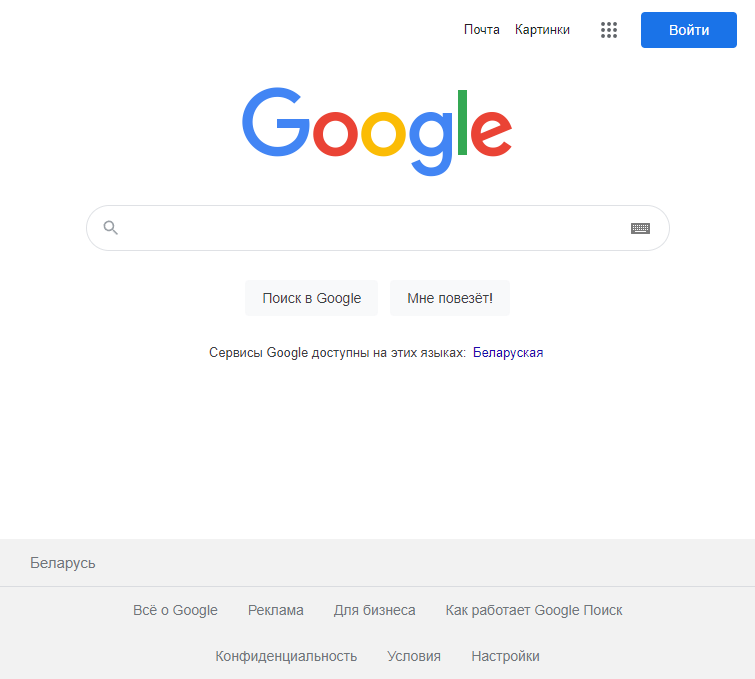 Почта Картинки Войти
Google
Поиск в Google Мне повезёт!
Сервисы Google доступны на этих языках: Беларуская
Беларусь
Всё о Google Реклама Для бизнеса Как работает Google Поиск
Конфиденциальность Условия Настройки